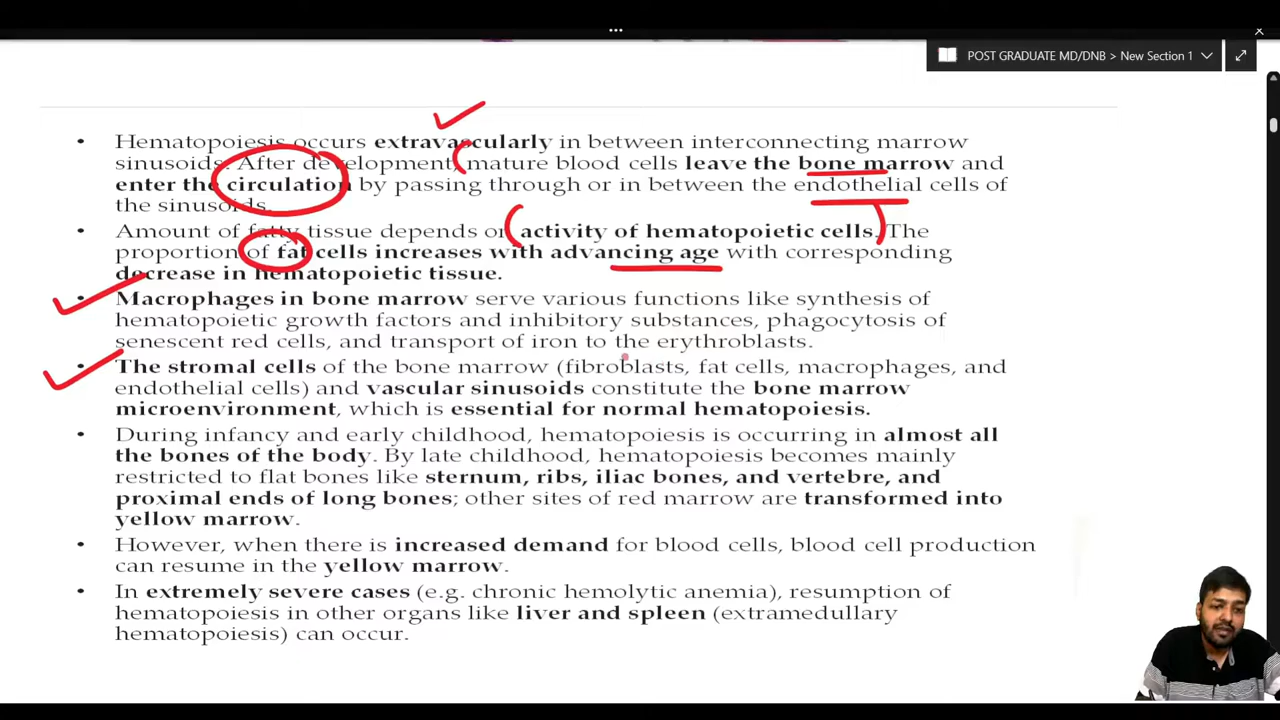 POST GRADUATE MD/DNB > New Section 1
• Hematopoiesis occurs extravascularly in between interconnecting marrow
sinusoids. After development, mature blood cells leave the bone marrow and
enter the circulation by passing through or in between the endothelial cells of
the sinusoids.
• Amount of fatty tissue depends on activity of hematopoietic cells. The
proportion of fat cells increases with advancing age with corresponding
decrease in hematopoietic tissue.
• Macrophages in bone marrow serve various functions like synthesis of
hematopoietic growth factors and inhibitory substances, phagocytosis of
senescent red cells, and transport of iron to the erythroblasts.
• The stromal cells of the bone marrow (fibroblasts, fat cells, macrophages, and
endothelial cells) and vascular sinusoids constitute the bone marrow
microenvironment, which is essential for normal hematopoiesis.
• During infancy and early childhood, hematopoiesis is occurring in almost all
the bones of the body. By late childhood, hematopoiesis becomes mainly
restricted to flat bones like sternum, ribs, iliac bones, and vertebre, and
proximal ends of long bones; other sites of red marrow are transformed into
yellow marrow.
• However, when there is increased demand for blood cells, blood cell production
can resume in the yellow marrow.
• In extremely severe cases (e.g. chronic hemolytic anemia), resumption of
hematopoiesis in other organs like liver and spleen (extramedullary
hematopoiesis) can occur.